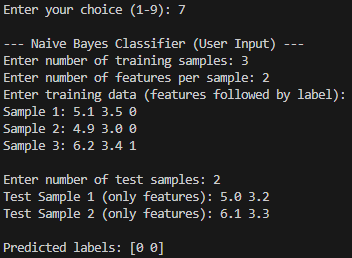 Enter your choice (1-9): 7
--- Naive Bayes Classifier (User Input) ---
Enter number of training samples: 3
Enter number of features per sample: 2
Enter training data (features followed by label):
Sample 1: 5.1 3.5 0
Sample 2: 4.9 3.0 0
Sample 3: 6.2 3.4 1
Enter number of test samples: 2
Test Sample 1 (only features): 5.0 3.2
Test Sample 2 (only features): 6.1 3.3
Predicted labels: [0 0]